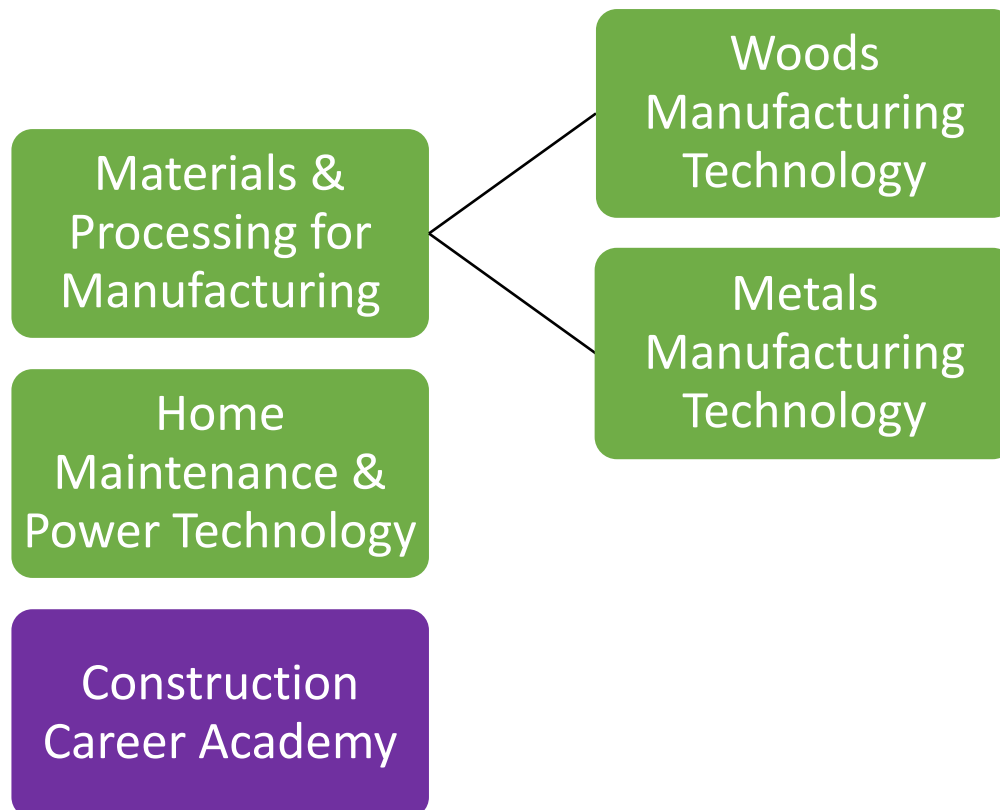 Materials &
Processing for
Manufacturing
Woods
Manufacturing
Technology
Metals
Manufacturing
Technology
Home
Maintenance &
Power Technology
Construction
Career Academy